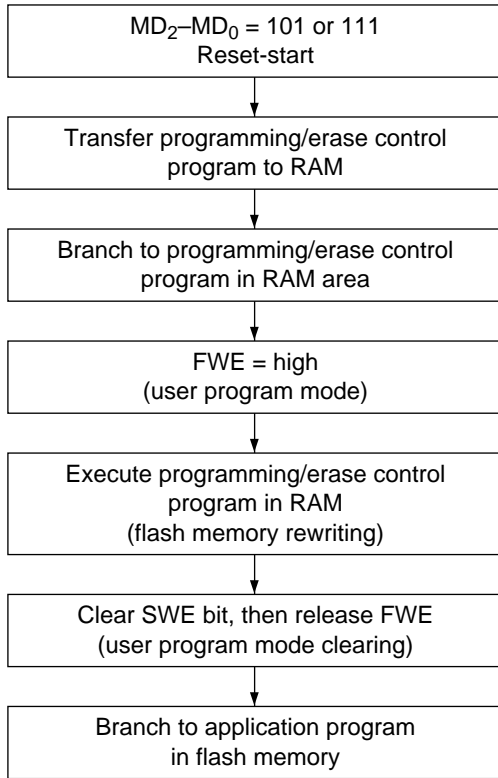 MD₂–MD₀ = 101 or 111
Reset-start
Transfer programming/erase control
program to RAM
Branch to programming/erase control
program in RAM area
FWE = high
(user program mode)
Execute programming/erase control
program in RAM
(flash memory rewriting)
Clear SWE bit, then release FWE
(user program mode clearing)
Branch to application program
in flash memory